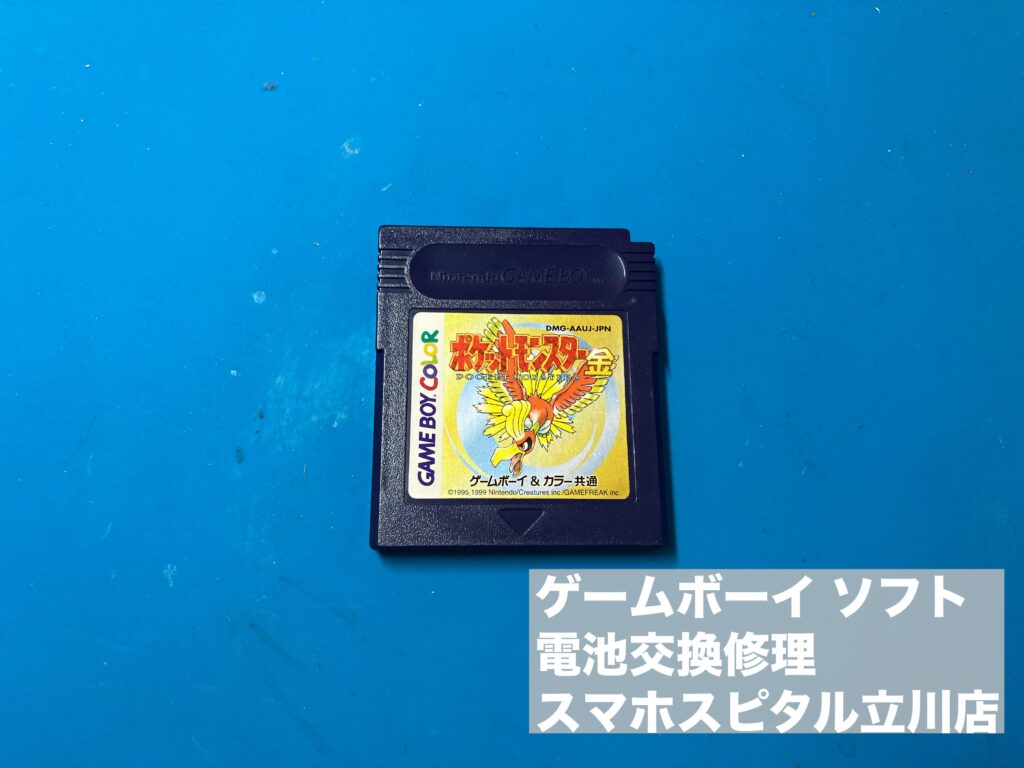 Nintendo GAME BOY TM
DMG-AAUJ-JPN
ポケットモンスター金
POCKET MONSTERS
GAME BOY COLOR
ゲームボーイ & カラー共通
©1995,1999 Nintendo/Creatures inc./GAMEFREAK inc.
ゲームボーイ ソフト
電池交換修理
スマホスピタル立川店